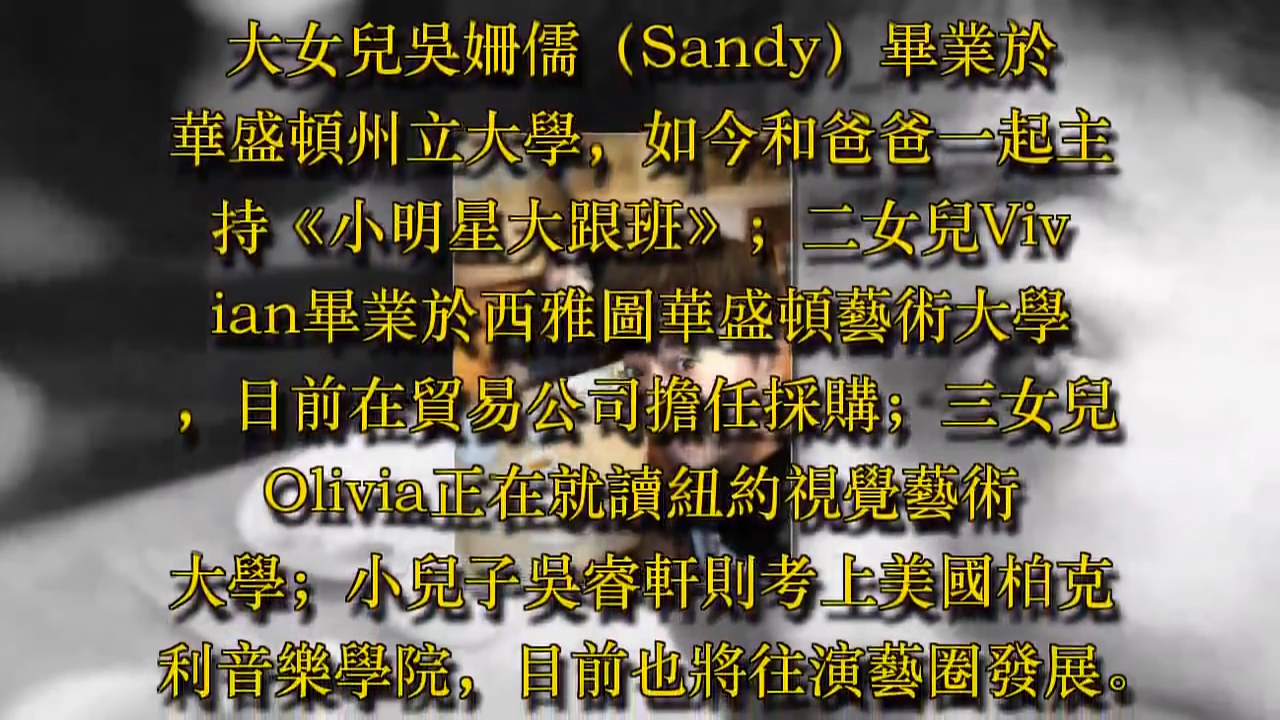 大女兒吳姍儒（Sandy）畢業於
華盛頓州立大學，如今和爸爸一起主
持《小明星大跟班》；二女兒Viv
ian畢業於西雅圖華盛頓藝術大學
，目前在貿易公司擔任採購；三女兒
Olivia正在就讀紐約視覺藝術
大學；小兒子吳睿軒則考上美國柏克
利音樂學院，目前也將往演藝圈發展。